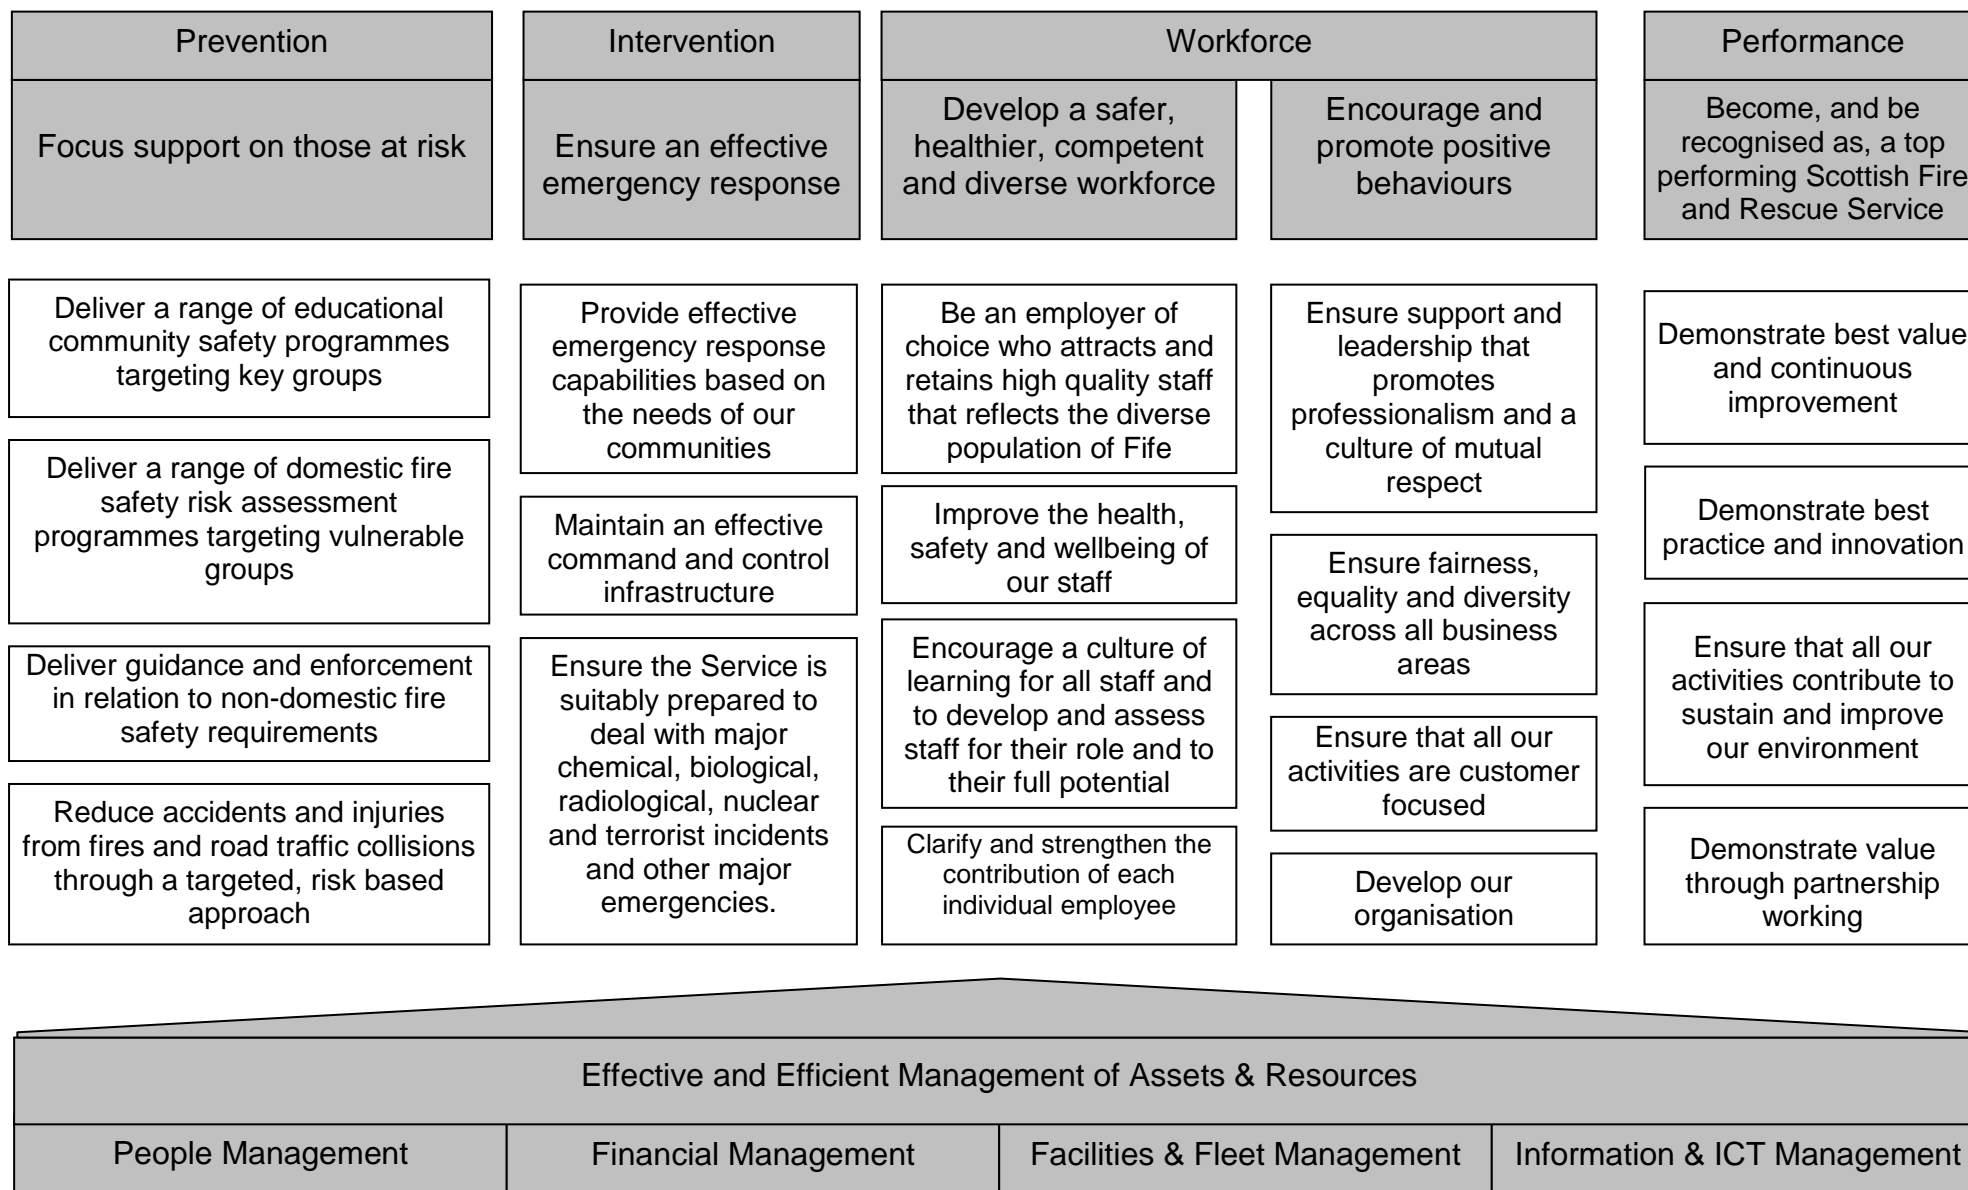 Prevention
Focus support on those at risk
Deliver a range of educational
community safety programmes
targeting key groups
Deliver a range of domestic fire
safety risk assessment
programmes targeting vulnerable
groups
Deliver guidance and enforcement
in relation to non-domestic fire
safety requirements
Reduce accidents and injuries
from fires and road traffic collisions
through a targeted, risk based
approach
Intervention
Ensure an effective
emergency response
Provide effective
emergency response
capabilities based on
the needs of our
communities
Maintain an effective
command and control
infrastructure
Ensure the Service is
suitably prepared to
deal with major
chemical, biological,
radiological, nuclear
and terrorist incidents
and other major
emergencies.
Workforce
Develop a safer,
healthier, competent
and diverse workforce
Be an employer of
choice who attracts and
retains high quality staff
that reflects the diverse
population of Fife
Improve the health,
safety and wellbeing of
our staff
Encourage a culture of
learning for all staff and
to develop and assess
staff for their role and to
their full potential
Clarify and strengthen the
contribution of each
individual employee
Encourage and
promote positive
behaviours
Ensure support and
leadership that
promotes
professionalism and a
culture of mutual
respect
Ensure fairness,
equality and diversity
across all business
areas
Ensure that all our
activities are customer
focused
Develop our
organisation
Performance
Become, and be
recognised as, a top
performing Scottish Fire
and Rescue Service
Demonstrate best value
and continuous
improvement
Demonstrate best
practice and innovation
Ensure that all our
activities contribute to
sustain and improve
our environment
Demonstrate value
through partnership
working
Effective and Efficient Management of Assets & Resources
People Management
Financial Management
Facilities & Fleet Management
Information & ICT Management